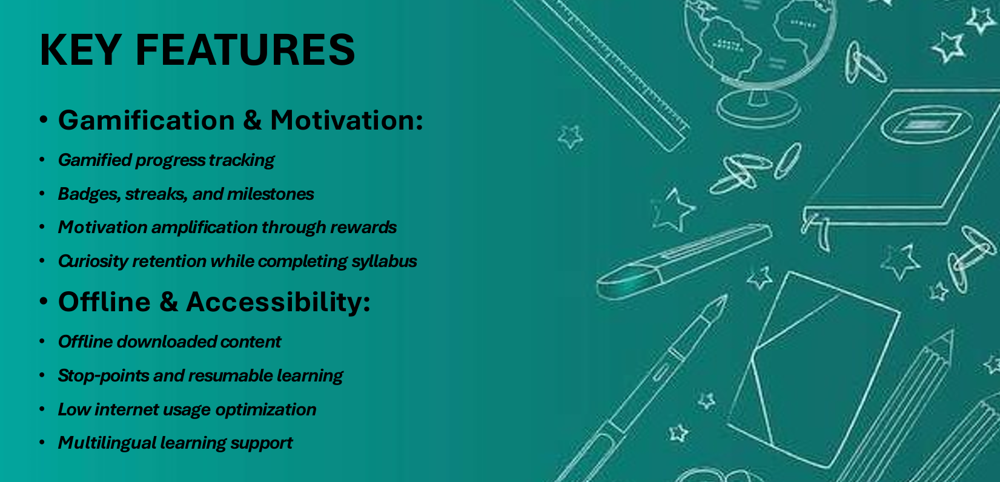 KEY FEATURES
• Gamification & Motivation:
• Gamified progress tracking
• Badges, streaks, and milestones
• Motivation amplification through rewards
• Curiosity retention while completing syllabus
• Offline & Accessibility:
• Offline downloaded content
• Stop-points and resumable learning
• Low internet usage optimization
• Multilingual learning support